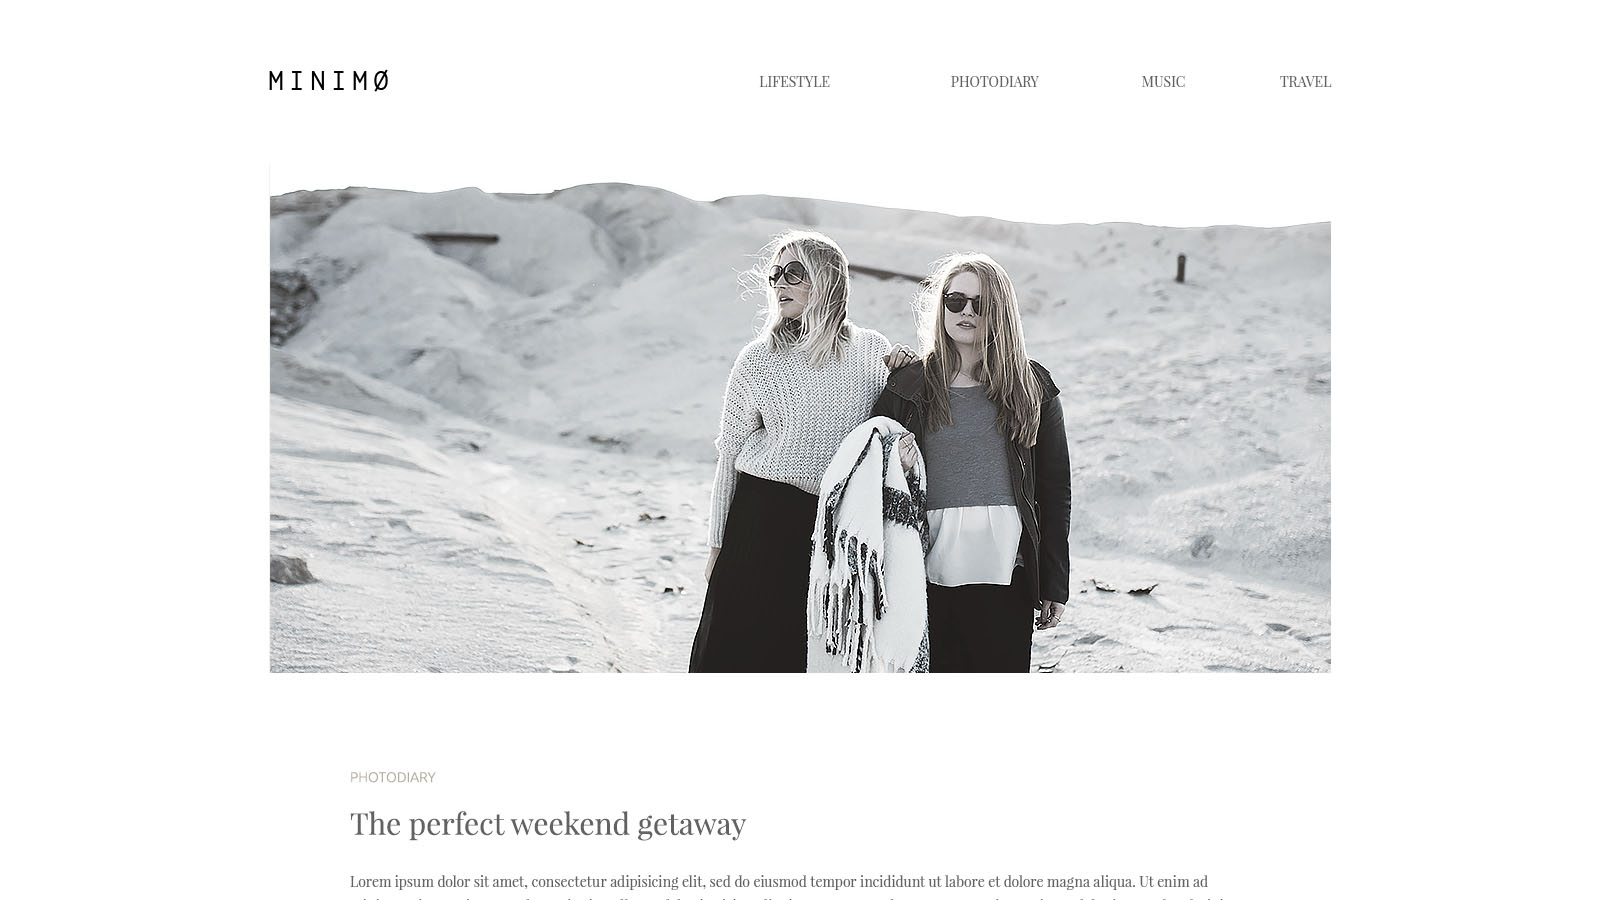 MINIMØ
LIFESTYLE PHOTODIARY MUSIC TRAVEL
PHOTODIARY
The perfect weekend getaway
Lorem ipsum dolor sit amet, consectetur adipisicing elit, sed do eiusmod tempor incididunt ut labore et dolore magna aliqua. Ut enim ad